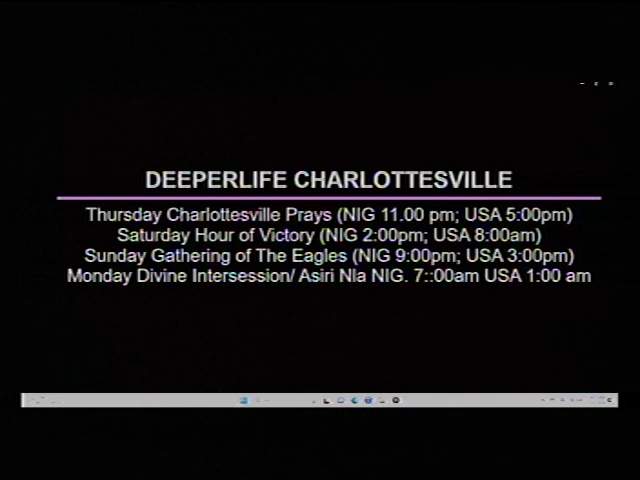 DEEPERLIFE CHARLOTTESVILLE
Thursday Charlottesville Prays (NIG 11.00 pm; USA 5:00pm)
Saturday Hour of Victory (NIG 2:00pm; USA 8:00am)
Sunday Gathering of The Eagles (NIG 9:00pm; USA 3:00pm)
Monday Divine Intersession/ Asiri Nla NIG. 7::00am USA 1:00 am